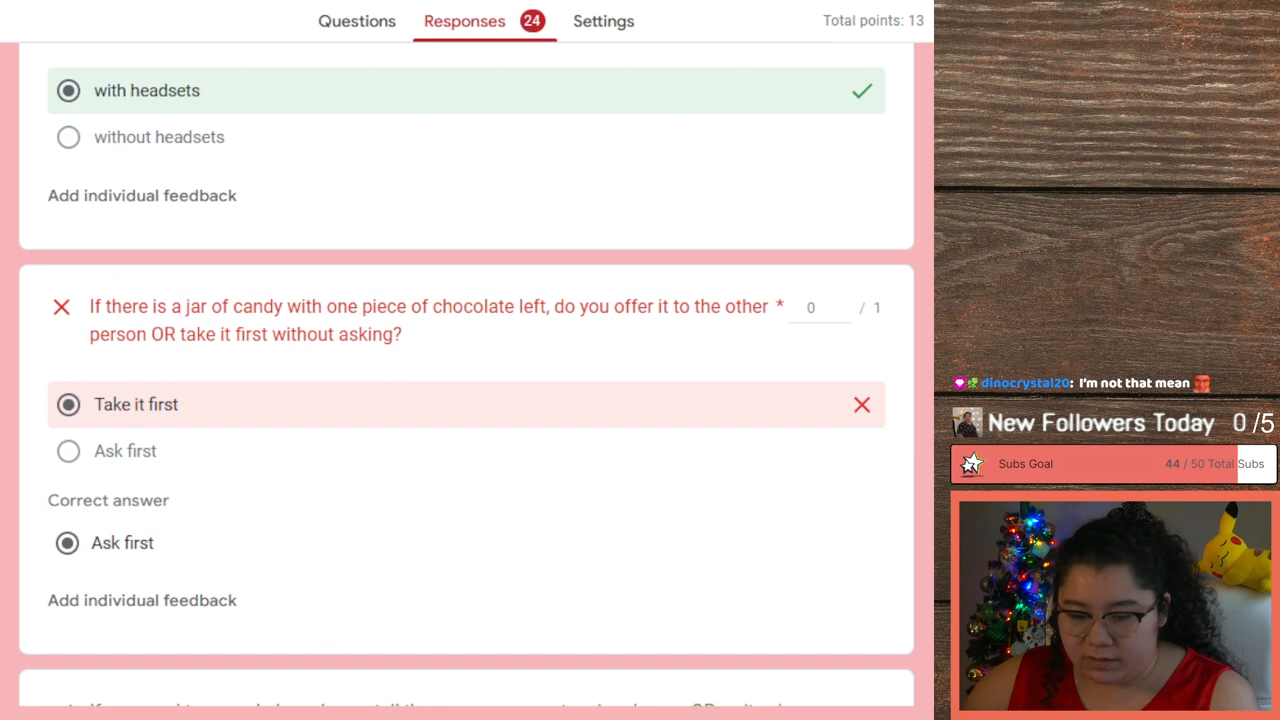 Questions Responses 24 Settings Total points: 13
with headsets
without headsets
Add individual feedback
If there is a jar of candy with one piece of chocolate left, do you offer it to the other * 0 / 1
person OR take it first without asking?
Take it first
Ask first
Correct answer
Ask first
Add individual feedback
dinocrystal20: I'm not that mean
New Followers Today 0 /5
Subs Goal 44 / 50 Total Subs